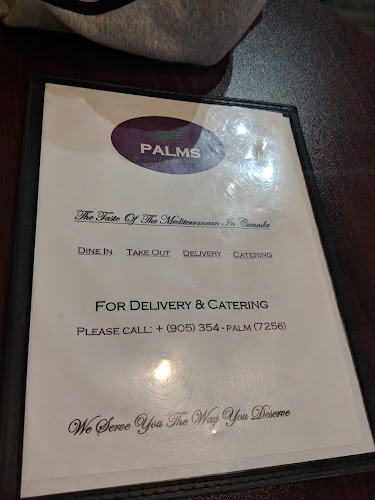 PALMS
The Taste Of The Mediterranean In Canada
DINE IN TAKE OUT DELIVERY CATERING
FOR DELIVERY & CATERING
PLEASE CALL: + (905) 354 - PALM (7256)
We Serve You The Way You Deserve